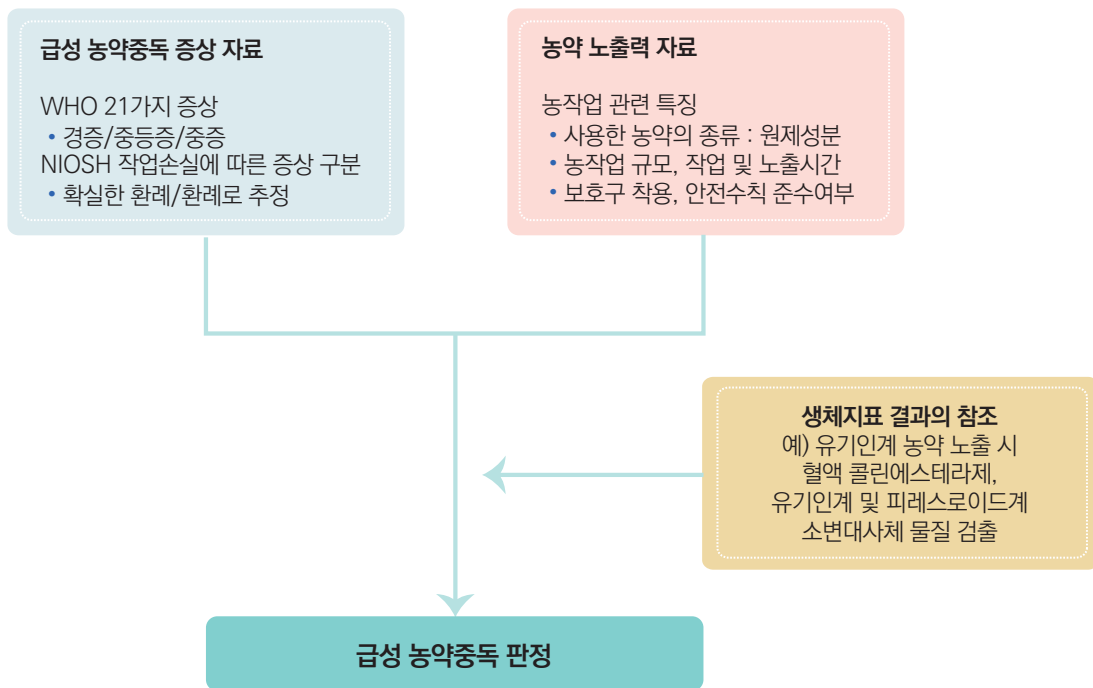 급성 농약중독 증상 자료
WHO 21가지 증상
• 경증/중등증/중증
NIOSH 작업손실에 따른 증상 구분
• 확실한 환례/환례로 추정
농약 노출력 자료
농작업 관련 특징
• 사용한 농약의 종류 : 원제성분
• 농작업 규모, 작업 및 노출시간
• 보호구 착용, 안전수칙 준수여부
생체지표 결과의 참조
예) 유기인계 농약 노출 시
혈액 콜린에스테라제,
유기인계 및 피레스로이드계
소변대사체 물질 검출
급성 농약중독 판정